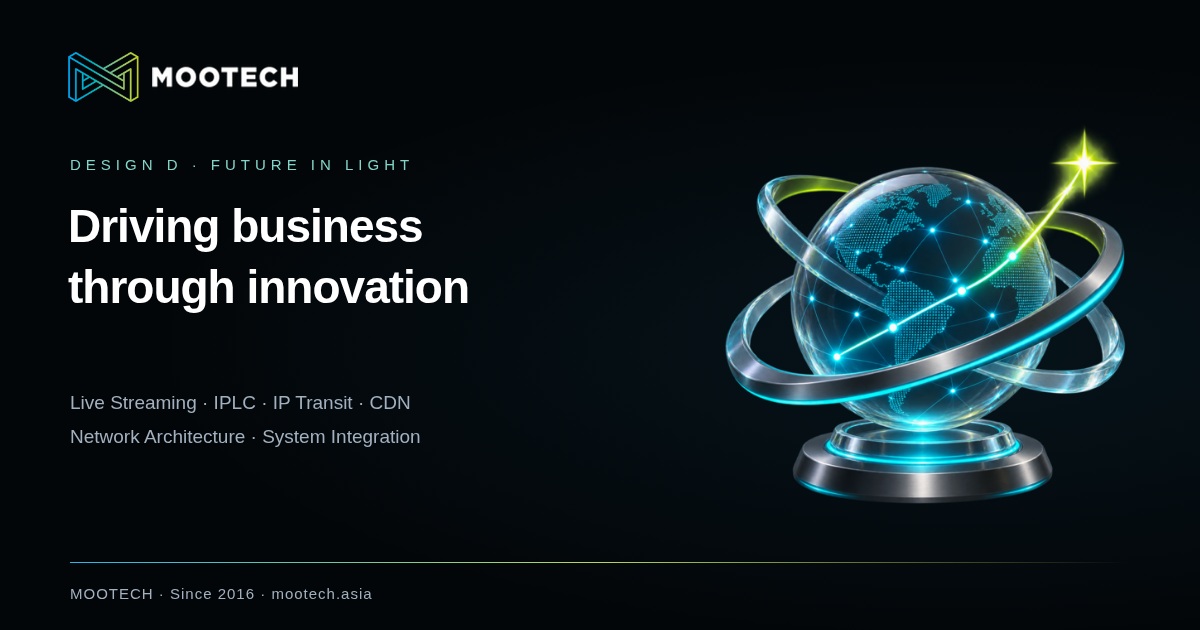 MOOTECH
DESIGN D · FUTURE IN LIGHT
Driving business
through innovation
Live Streaming · IPLC · IP Transit · CDN
Network Architecture · System Integration
MOOTECH · Since 2016 · mootech.asia